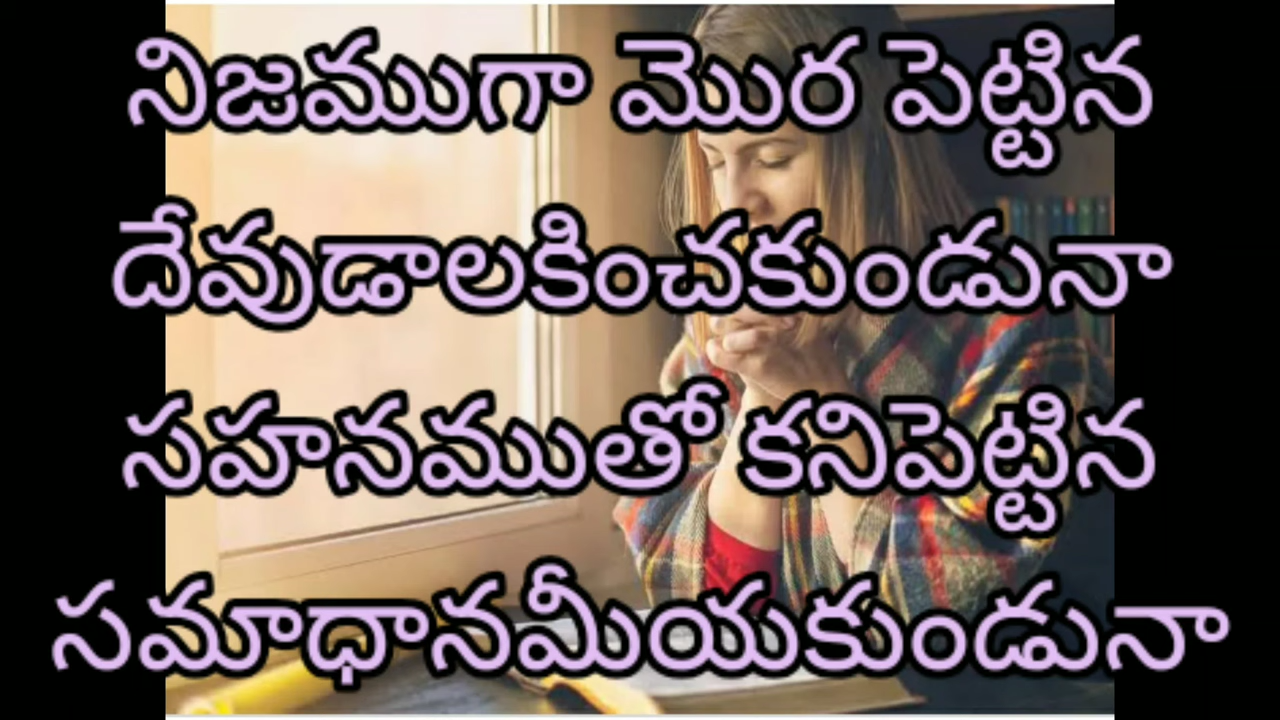 నిజముగా మొర పెట్టిన
దేవుడాలకించకుండునా
సహనముతో కనిపెట్టిన
సమాధానమీయకుండునా